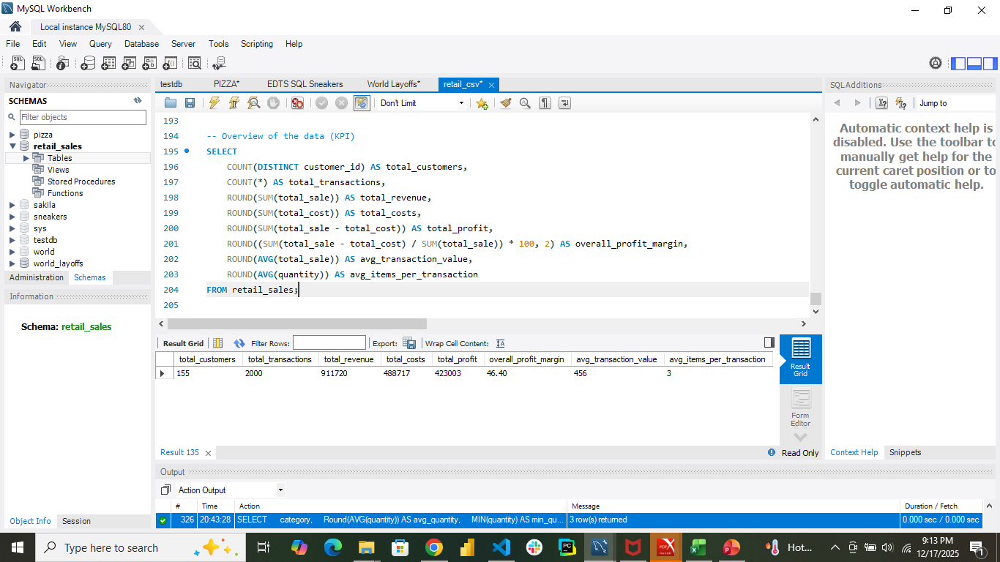 MySQL Workbench
Local instance MySQL80
File Edit View Query Database Server Tools Scripting Help
Navigator
SCHEMAS
Filter objects
pizza
retail_sales
Tables
Views
Stored Procedures
Functions
sakila
sneakers
sys
testdb
world
world_layoffs
Administration Schemas
Information
Schema: retail_sales
Object Info Session
testdb PIZZA* EDTS SQL Sneakers World Layoffs* retail_csv*
Don't Limit
193
194 -- Overview of the data (KPI)
195 SELECT
196 COUNT(DISTINCT customer_id) AS total_customers,
197 COUNT(*) AS total_transactions,
198 ROUND(SUM(total_sale)) AS total_revenue,
199 ROUND(SUM(total_cost)) AS total_costs,
200 ROUND(SUM(total_sale - total_cost)) AS total_profit,
201 ROUND((SUM(total_sale - total_cost) / SUM(total_sale)) * 100, 2) AS overall_profit_margin,
202 ROUND(AVG(total_sale)) AS avg_transaction_value,
203 ROUND(AVG(quantity)) AS avg_items_per_transaction
204 FROM retail_sales;
205
Result Grid Filter Rows: Export: Wrap Cell Content:
total_customers total_transactions total_revenue total_costs total_profit overall_profit_margin avg_transaction_value avg_items_per_transaction
155 2000 911720 488717 423003 46.40 456 3
Result Grid
Form Editor
Result 135
Read Only
SQLAdditions
Jump to
Automatic context help is
disabled. Use the toolbar to
manually get help for the
current caret position or to
toggle automatic help.
Context Help Snippets
Output
Action Output
# Time Action Message Duration / Fetch
326 20:43:28 SELECT category, Round(AVG(quantity)) AS avg_quantity, MIN(quantity) AS min_qu... 3 row(s) returned 0.000 sec / 0.000 sec
Type here to search
Hot...
9:13 PM
12/17/2025
1